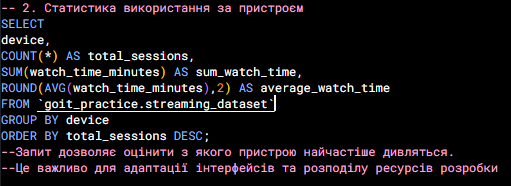 -- 2. Статистика використання за пристроєм
SELECT
device,
COUNT(*) AS total_sessions,
SUM(watch_time_minutes) AS sum_watch_time,
ROUND(AVG(watch_time_minutes),2) AS average_watch_time
FROM `goit_practice.streaming_dataset`
GROUP BY device
ORDER BY total_sessions DESC;
--Запит дозволяє оцінити з якого пристрою найчастіше дивляться.
--Це важливо для адаптації інтерфейсів та розподілу ресурсів розробки